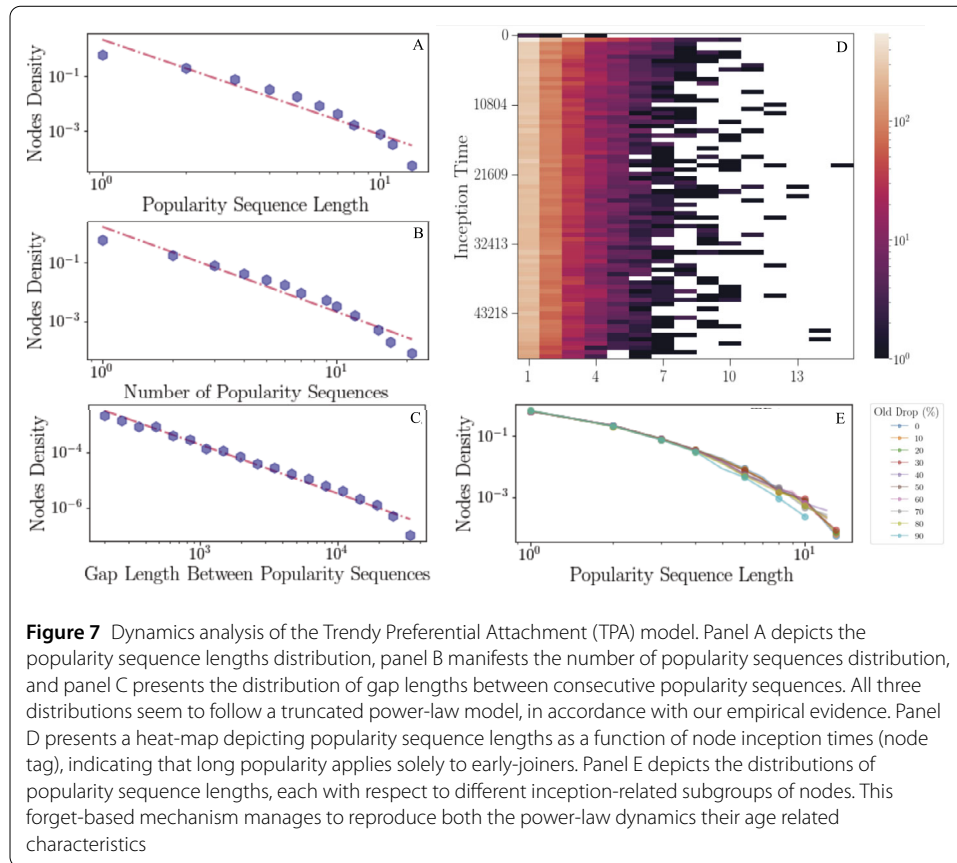 A
10^-1
10^-3
Nodes Density
10^0
10^1
Popularity Sequence Length
B
10^-1
10^-3
Nodes Density
10^0
10^1
Number of Popularity Sequences
C
10^-4
10^-6
Nodes Density
10^3
10^4
Gap Length Between Popularity Sequences
D
0
10804
21609
32413
43218
Inception Time
1
4
7
10
13
10^2
10^1
10^0
E
10^-1
10^-3
Nodes Density
10^0
10^1
Popularity Sequence Length
Old Drop (%)
0
10
20
30
40
50
60
70
80
90
Figure 7 Dynamics analysis of the Trendy Preferential Attachment (TPA) model. Panel A depicts the
popularity sequence lengths distribution, panel B manifests the number of popularity sequences distribution,
and panel C presents the distribution of gap lengths between consecutive popularity sequences. All three
distributions seem to follow a truncated power-law model, in accordance with our empirical evidence. Panel
D presents a heat-map depicting popularity sequence lengths as a function of node inception times (node
tag), indicating that long popularity applies solely to early-joiners. Panel E depicts the distributions of
popularity sequence lengths, each with respect to different inception-related subgroups of nodes. This
forget-based mechanism manages to reproduce both the power-law dynamics their age related
characteristics